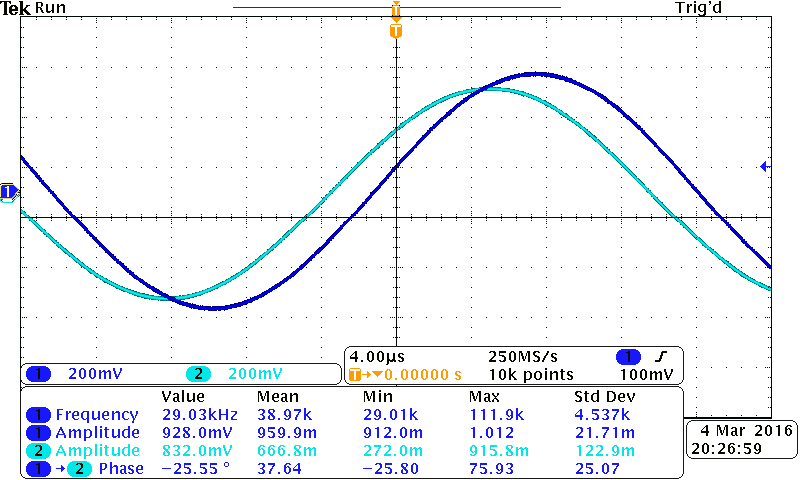 Tek Run Trig'd
T
T
1
1 200mV 2 200mV
4.00µs 250MS/s 1
T→▼0.00000 s 10k points 100mV
Value Mean Min Max Std Dev
1 Frequency 29.03kHz 38.97k 29.01k 111.9k 4.537k
1 Amplitude 928.0mV 959.9m 912.0m 1.012 21.71m
2 Amplitude 832.0mV 666.8m 272.0m 915.8m 122.9m
1 → 2 Phase −25.55 ° 37.64 −25.80 75.93 25.07
4 Mar 2016
20:26:59